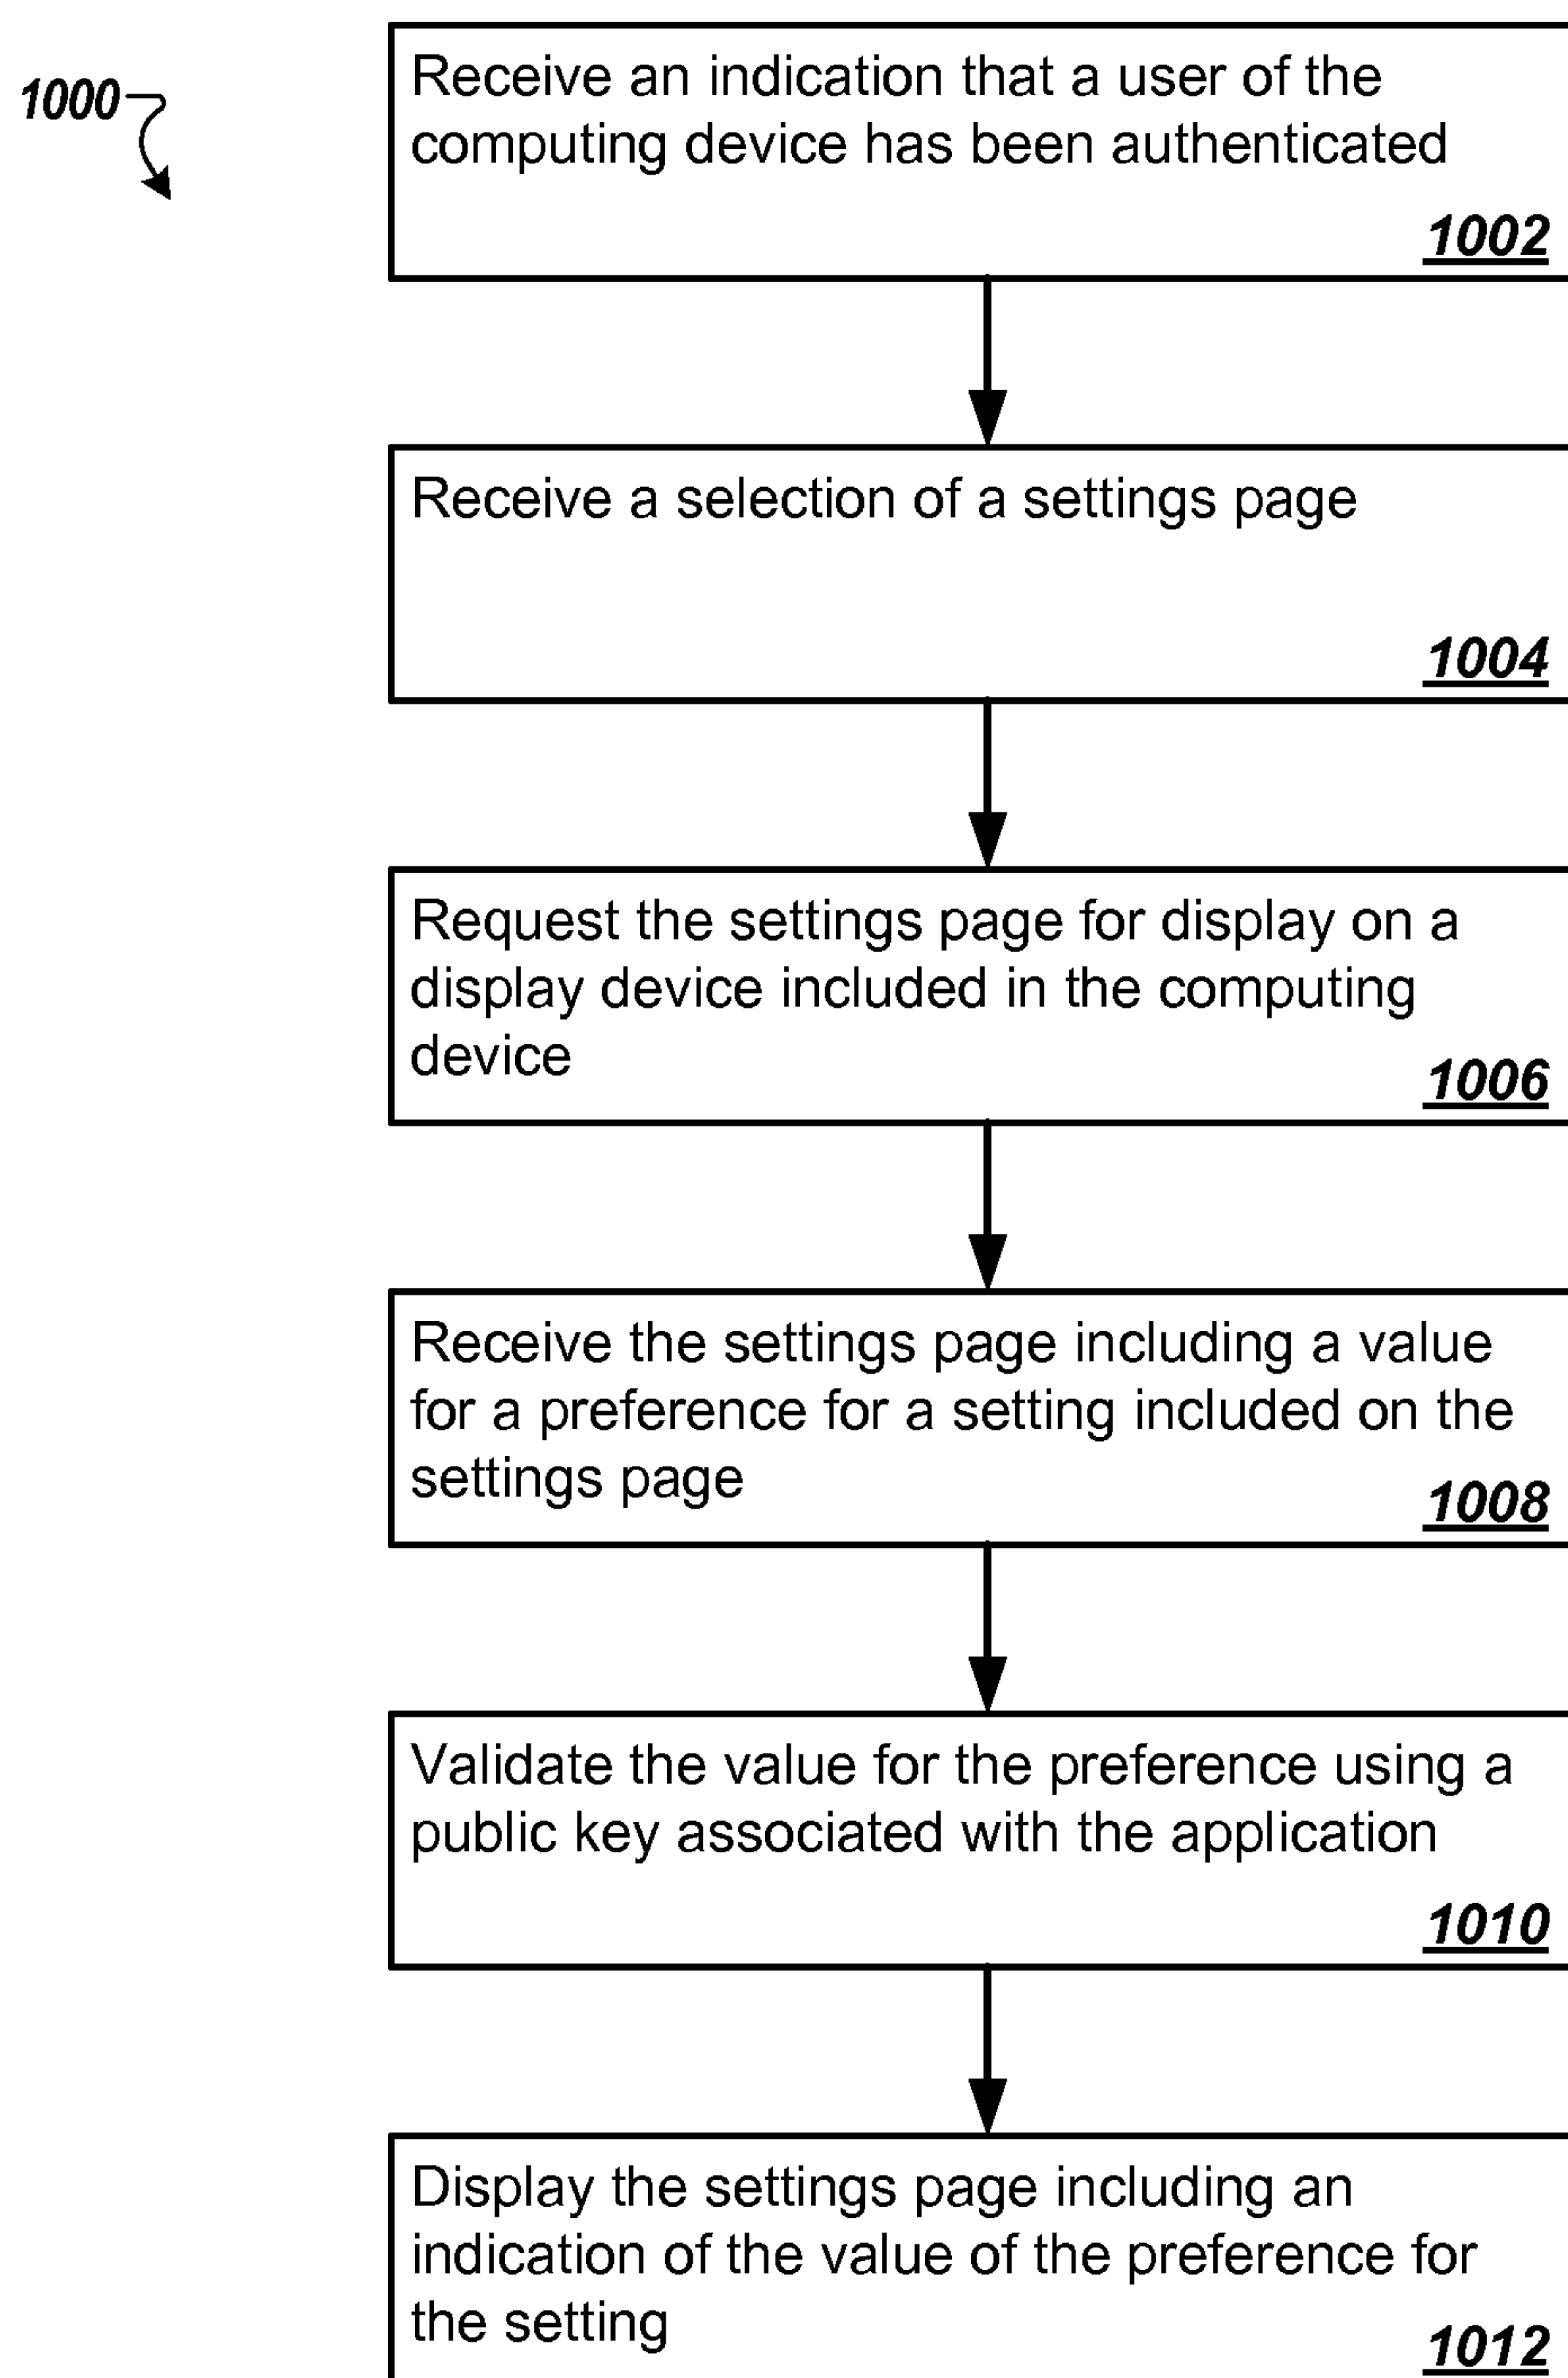 1000
Receive an indication that a user of the
computing device has been authenticated
1002
Receive a selection of a settings page
1004
Request the settings page for display on a
display device included in the computing
device
1006
Receive the settings page including a value
for a preference for a setting included on the
settings page
1008
Validate the value for the preference using a
public key associated with the application
1010
Display the settings page including an
indication of the value of the preference for
the setting
1012